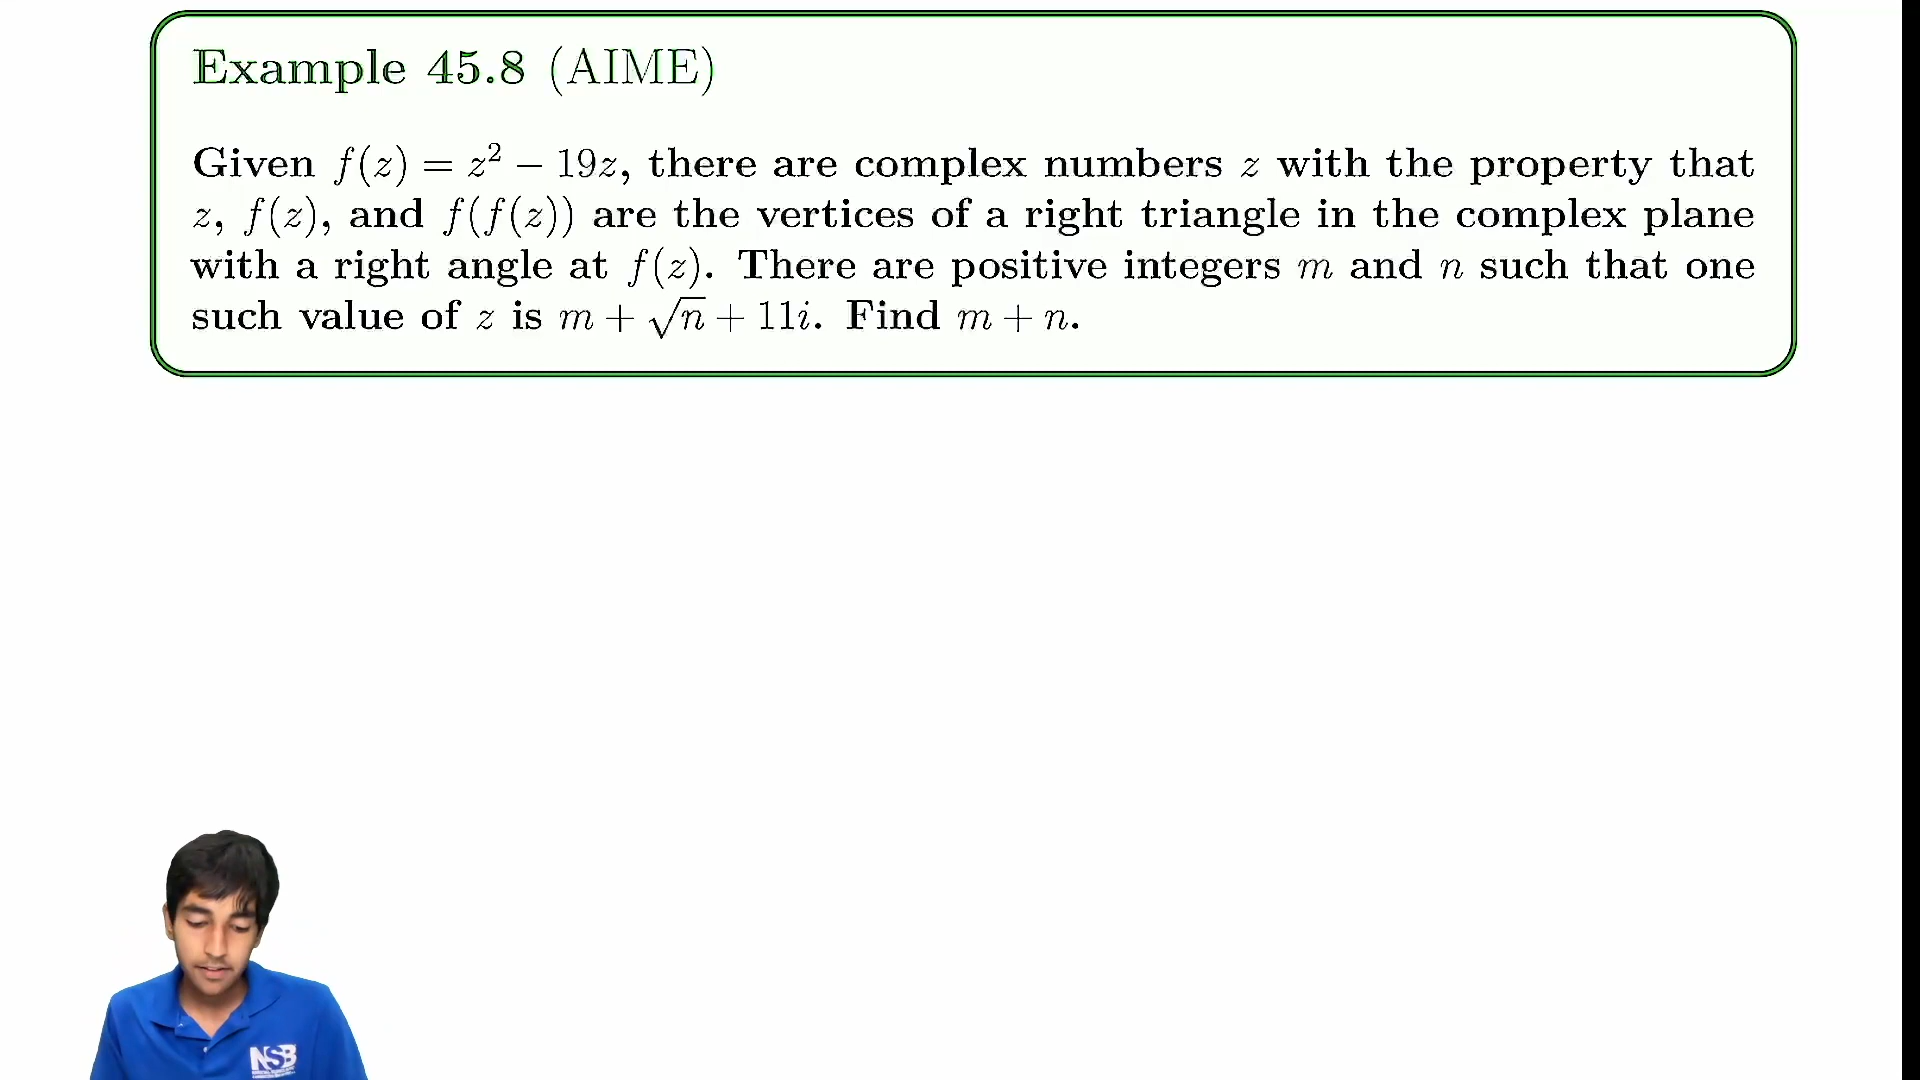 Example 45.8 (AIME)
Given f(z) = z² − 19z, there are complex numbers z with the property that
z, f(z), and f(f(z)) are the vertices of a right triangle in the complex plane
with a right angle at f(z). There are positive integers m and n such that one
such value of z is m + √n + 11i. Find m + n.
NSB